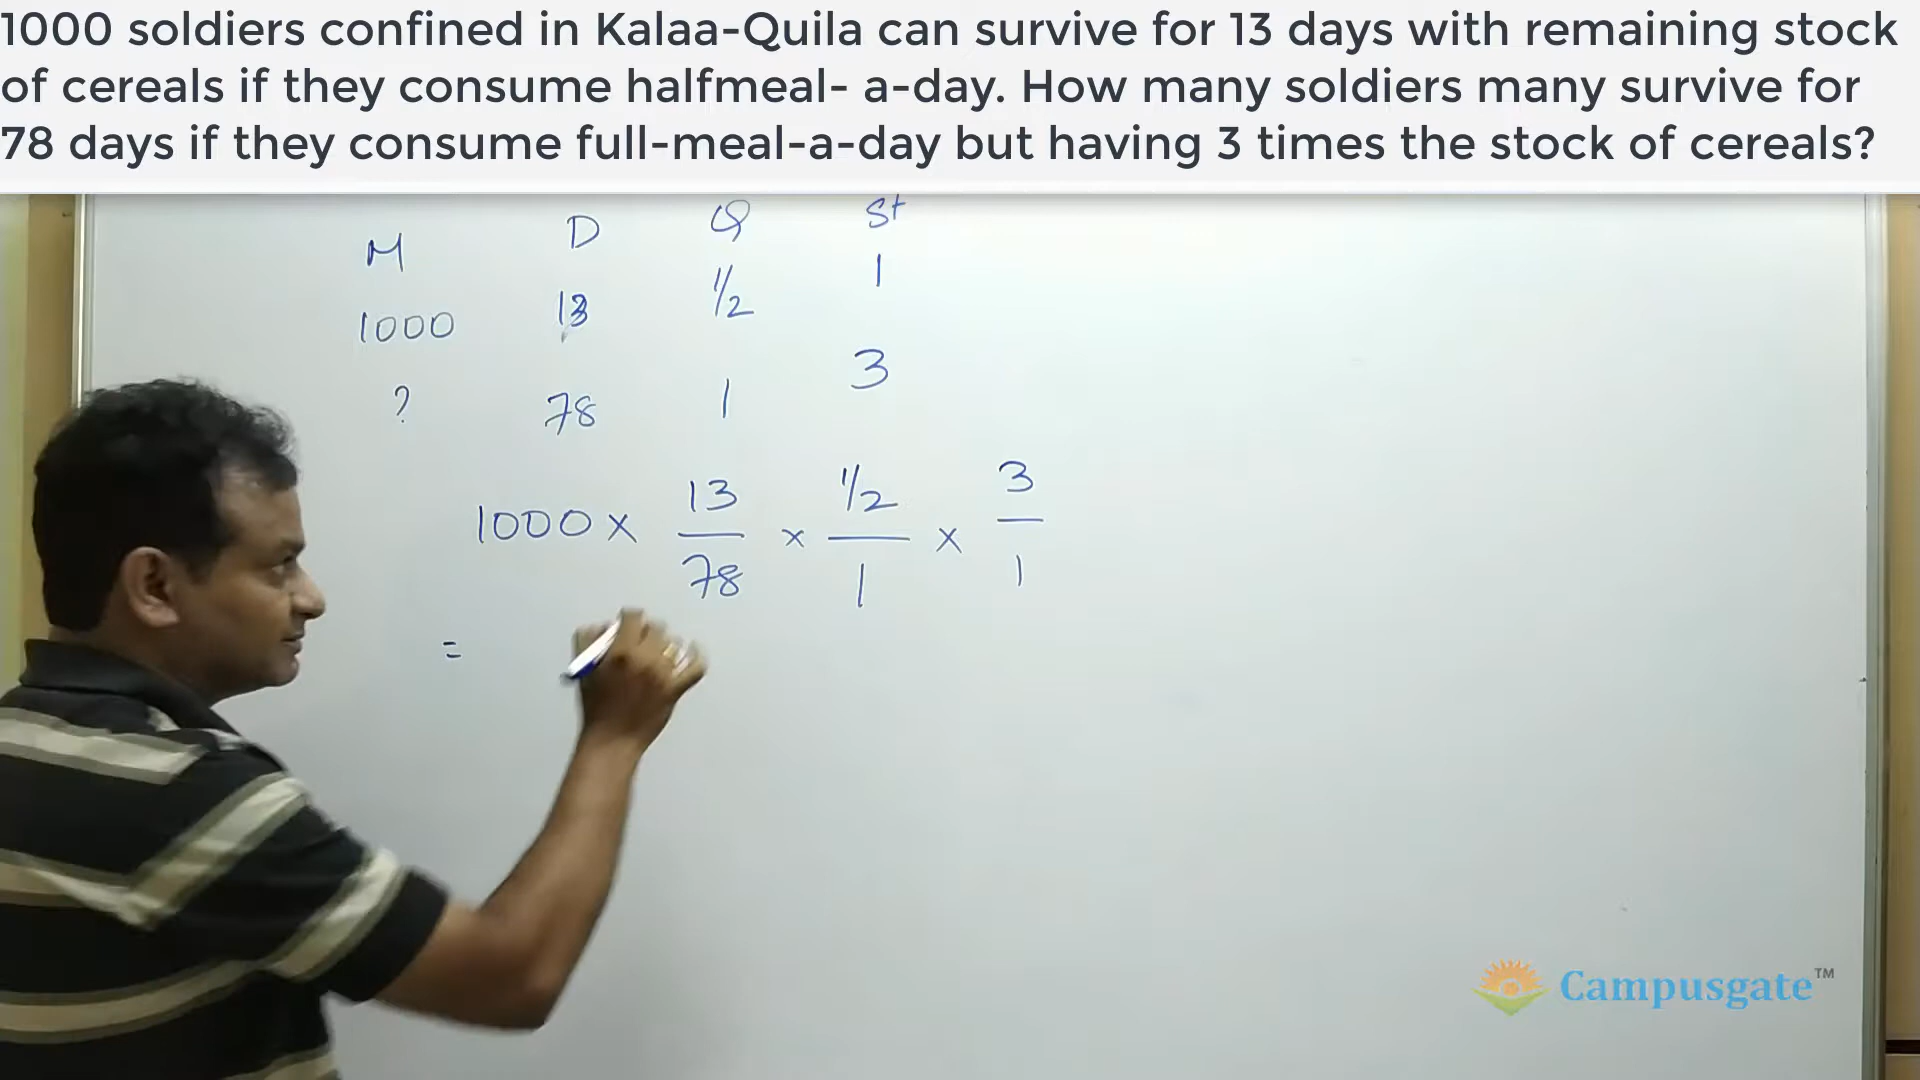 1000 soldiers confined in Kalaa-Quila can survive for 13 days with remaining stock
of cereals if they consume halfmeal- a-day. How many soldiers many survive for
78 days if they consume full-meal-a-day but having 3 times the stock of cereals?
M D Q St
1000 13 1/2 1
? 78 1 3
1000 × 13/78 × 1/2/1 × 3/1
=
Campusgate™